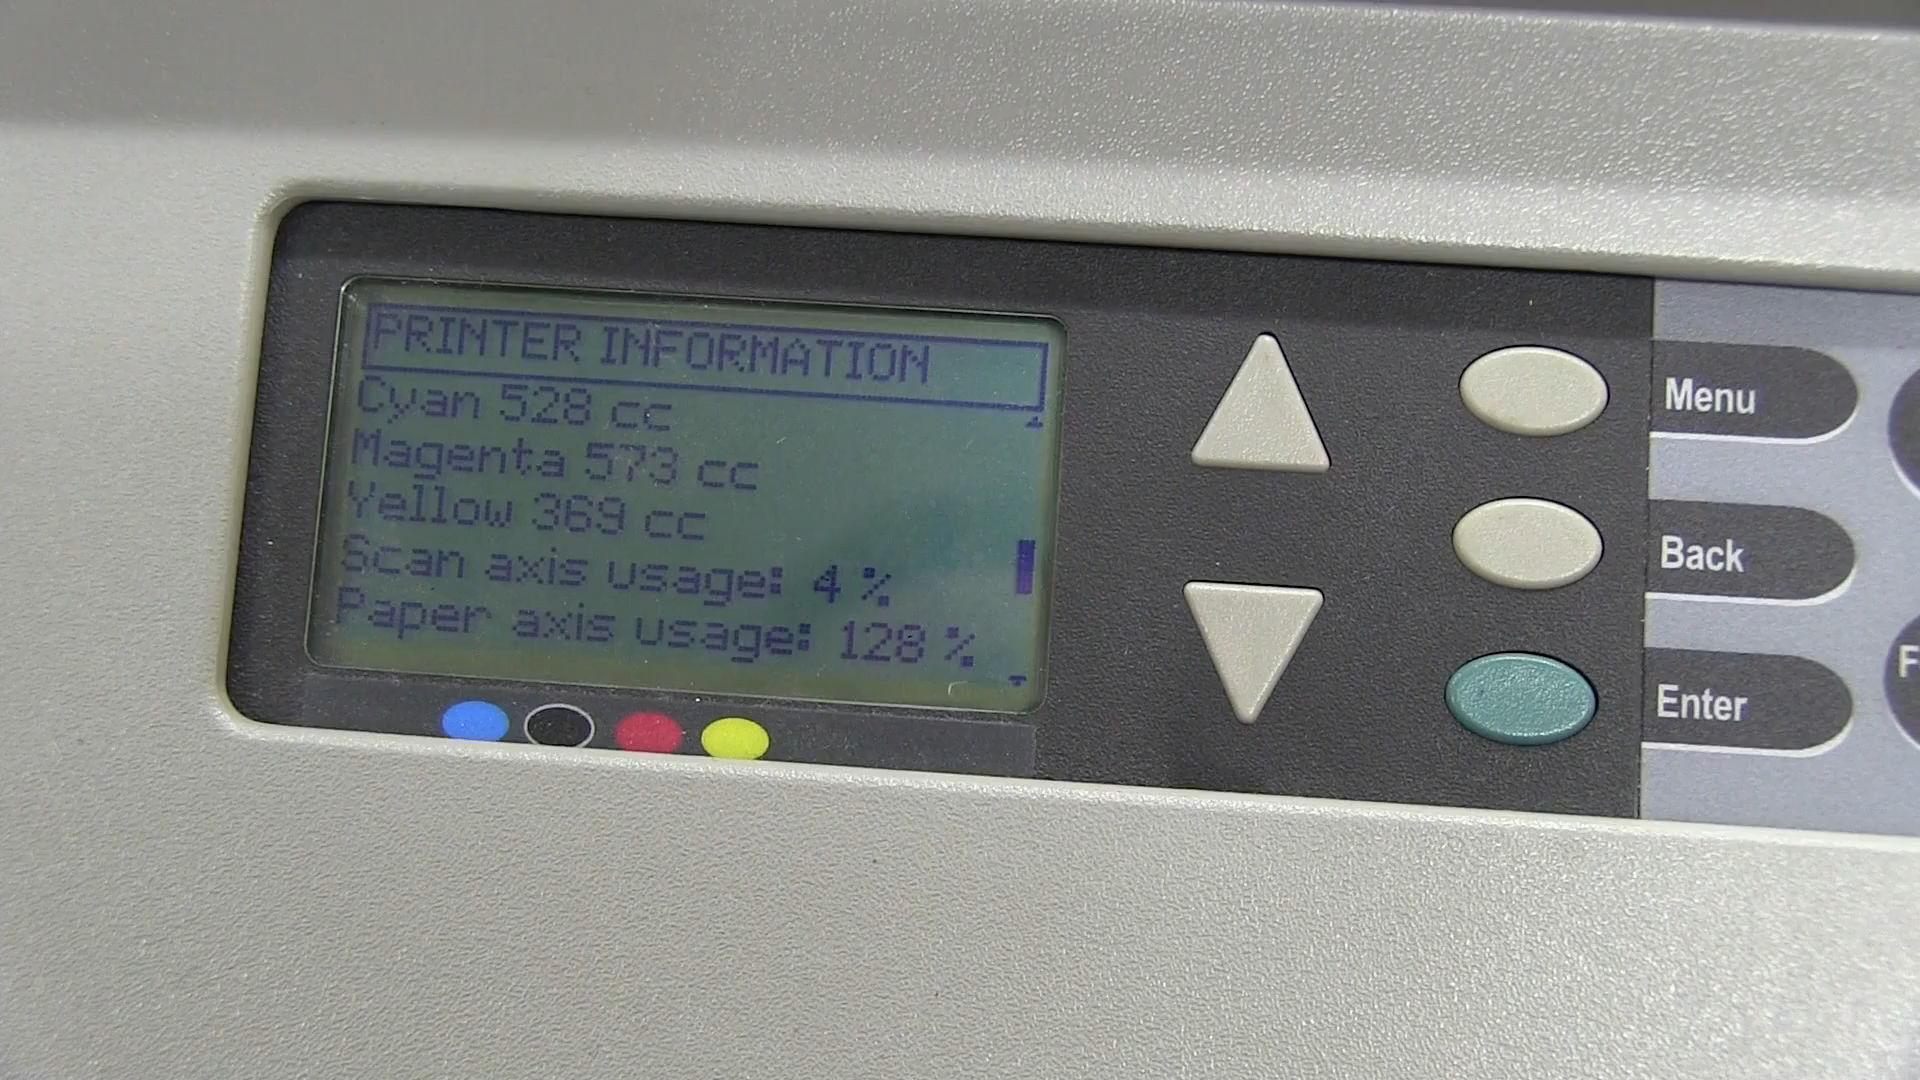 PRINTER INFORMATION
Cyan 528 cc
Magenta 573 cc
Yellow 369 cc
Scan axis usage: 4 %
Paper axis usage: 128 %
Menu
Back
Enter
F